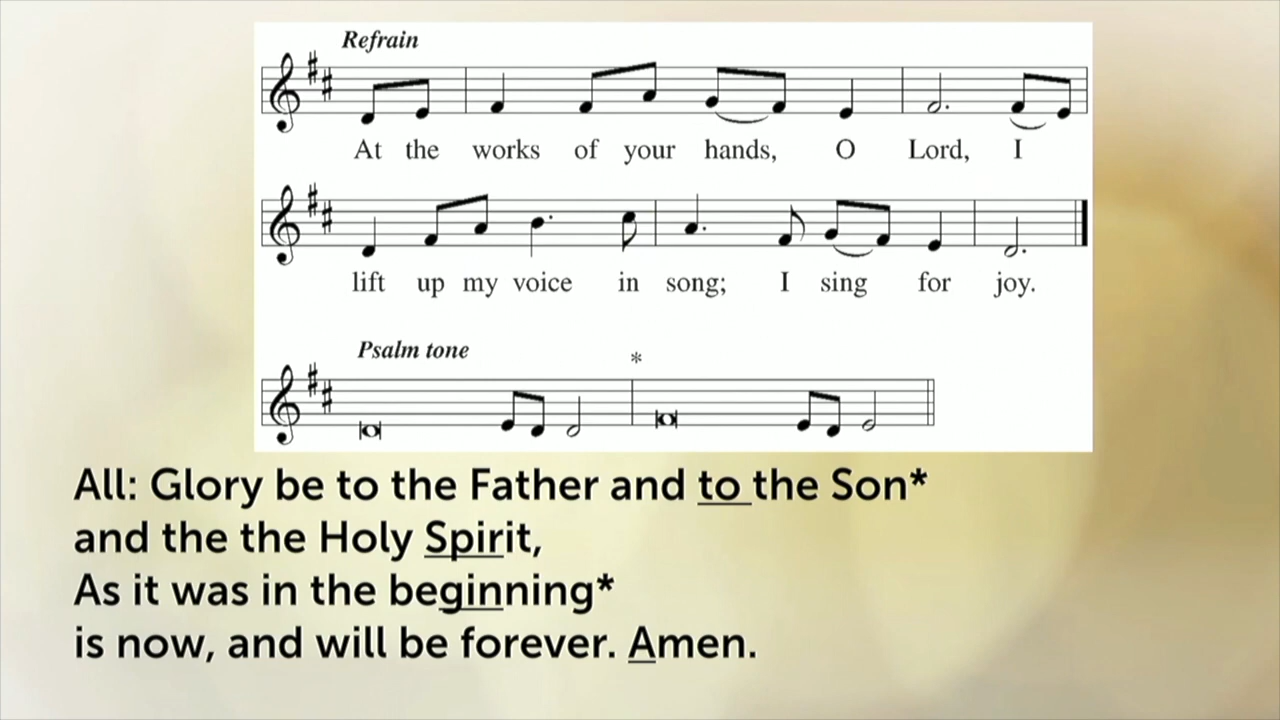 Refrain
At the works of your hands, O Lord, I
lift up my voice in song; I sing for joy.
Psalm tone
*
All: Glory be to the Father and to the Son*
and the the Holy Spirit,
As it was in the beginning*
is now, and will be forever. Amen.